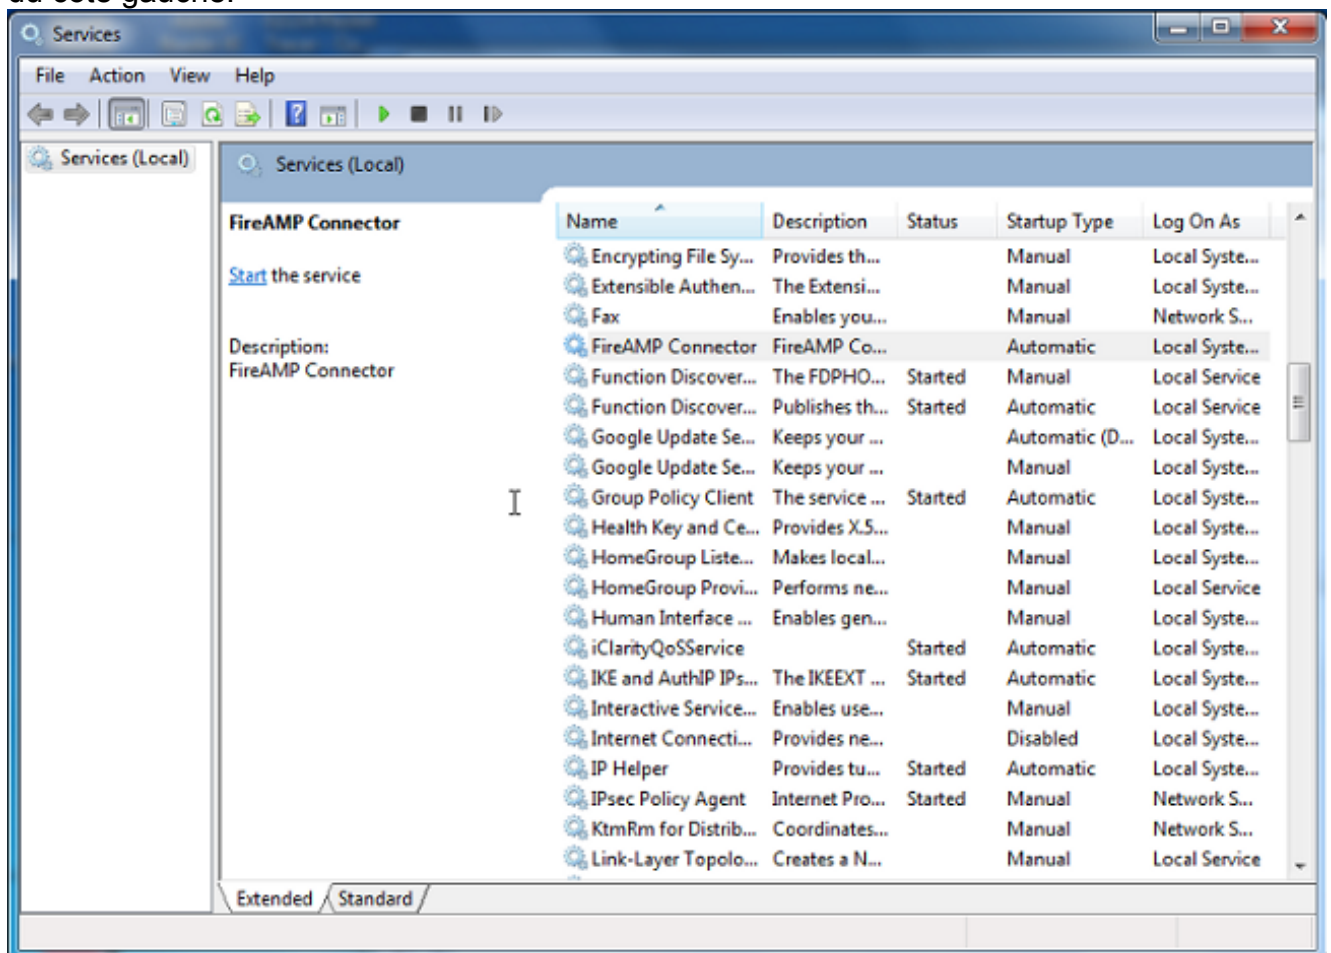 du côté gauche.
Services
File Action View Help
Services (Local)
Services (Local)
FireAMP Connector
Start the service
Description:
FireAMP Connector
Name Description Status Startup Type Log On As
Encrypting File Sy... Provides th... Manual Local Syste...
Extensible Authen... The Extensi... Manual Local Syste...
Fax Enables you... Manual Network S...
FireAMP Connector FireAMP Co... Automatic Local Syste...
Function Discover... The FDPHO... Started Manual Local Service
Function Discover... Publishes th... Started Automatic Local Service
Google Update Se... Keeps your ... Automatic (D... Local Syste...
Google Update Se... Keeps your ... Manual Local Syste...
Group Policy Client The service ... Started Automatic Local Syste...
Health Key and Ce... Provides X.5... Manual Local Syste...
HomeGroup Liste... Makes local... Manual Local Syste...
HomeGroup Provi... Performs ne... Manual Local Service
Human Interface ... Enables gen... Manual Local Syste...
iClarityQoSService Started Automatic Local Syste...
IKE and AuthIP IPs... The IKEEXT ... Started Automatic Local Syste...
Interactive Service... Enables use... Manual Local Syste...
Internet Connecti... Provides ne... Disabled Local Syste...
IP Helper Provides tu... Started Automatic Local Syste...
IPsec Policy Agent Internet Pro... Started Manual Network S...
KtmRm for Distrib... Coordinates... Manual Network S...
Link-Layer Topolo... Creates a N... Manual Local Service
Extended Standard